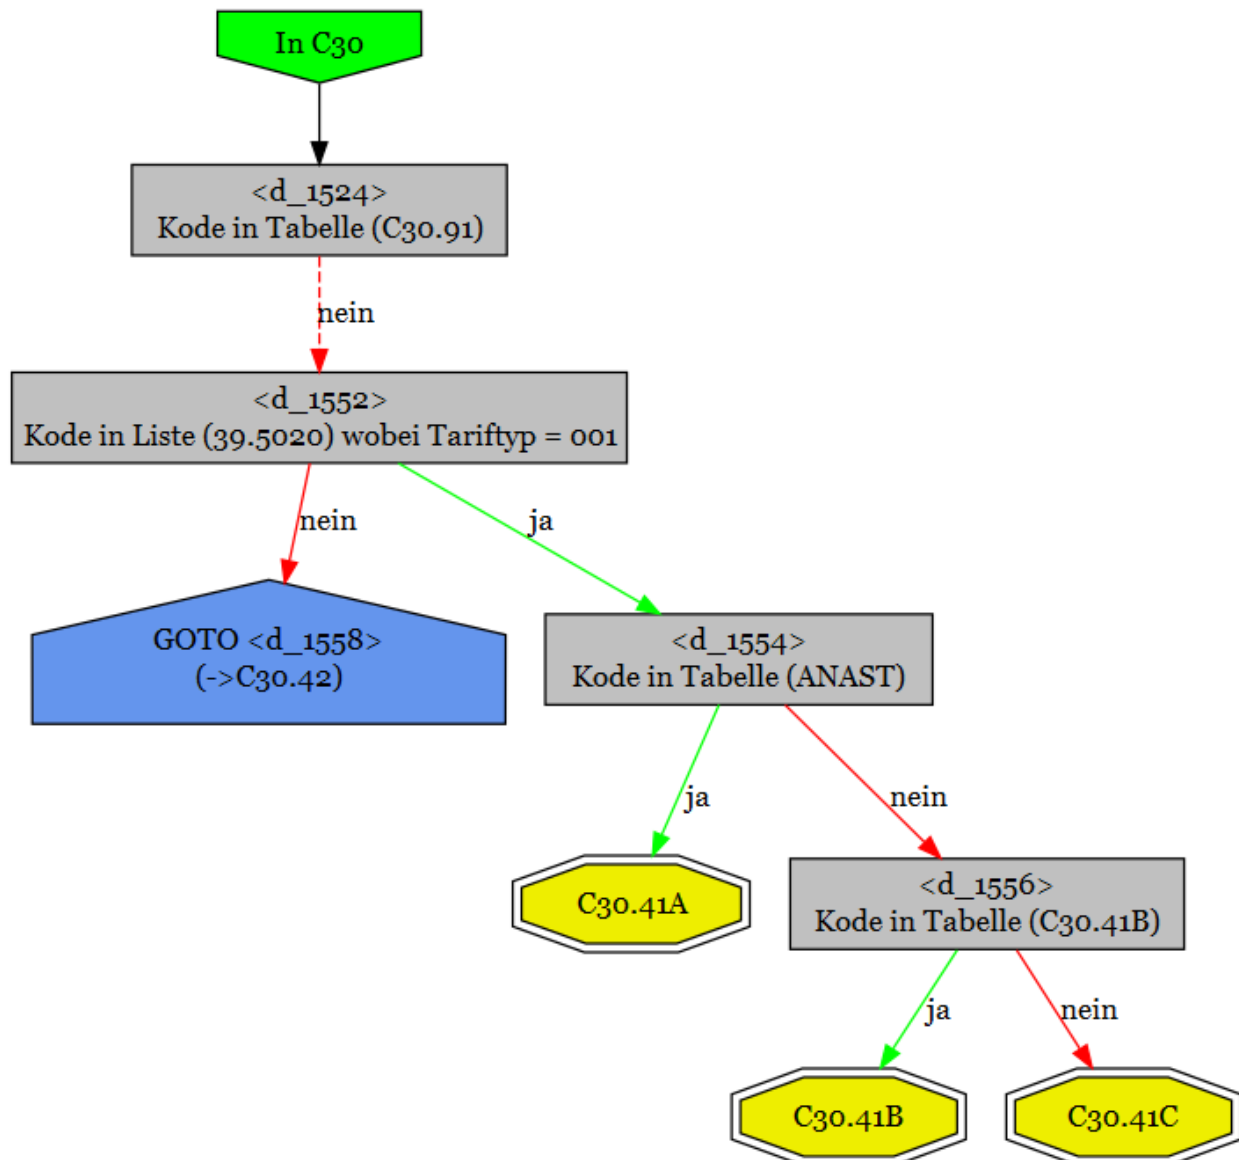 In C30
<d_1524>
Kode in Tabelle (C30.91)
nein
<d_1552>
Kode in Liste (39.5020) wobei Tariftyp = 001
nein
ja
GOTO <d_1558>
(->C30.42)
<d_1554>
Kode in Tabelle (ANAST)
ja
nein
C30.41A
<d_1556>
Kode in Tabelle (C30.41B)
ja
nein
C30.41B
C30.41C